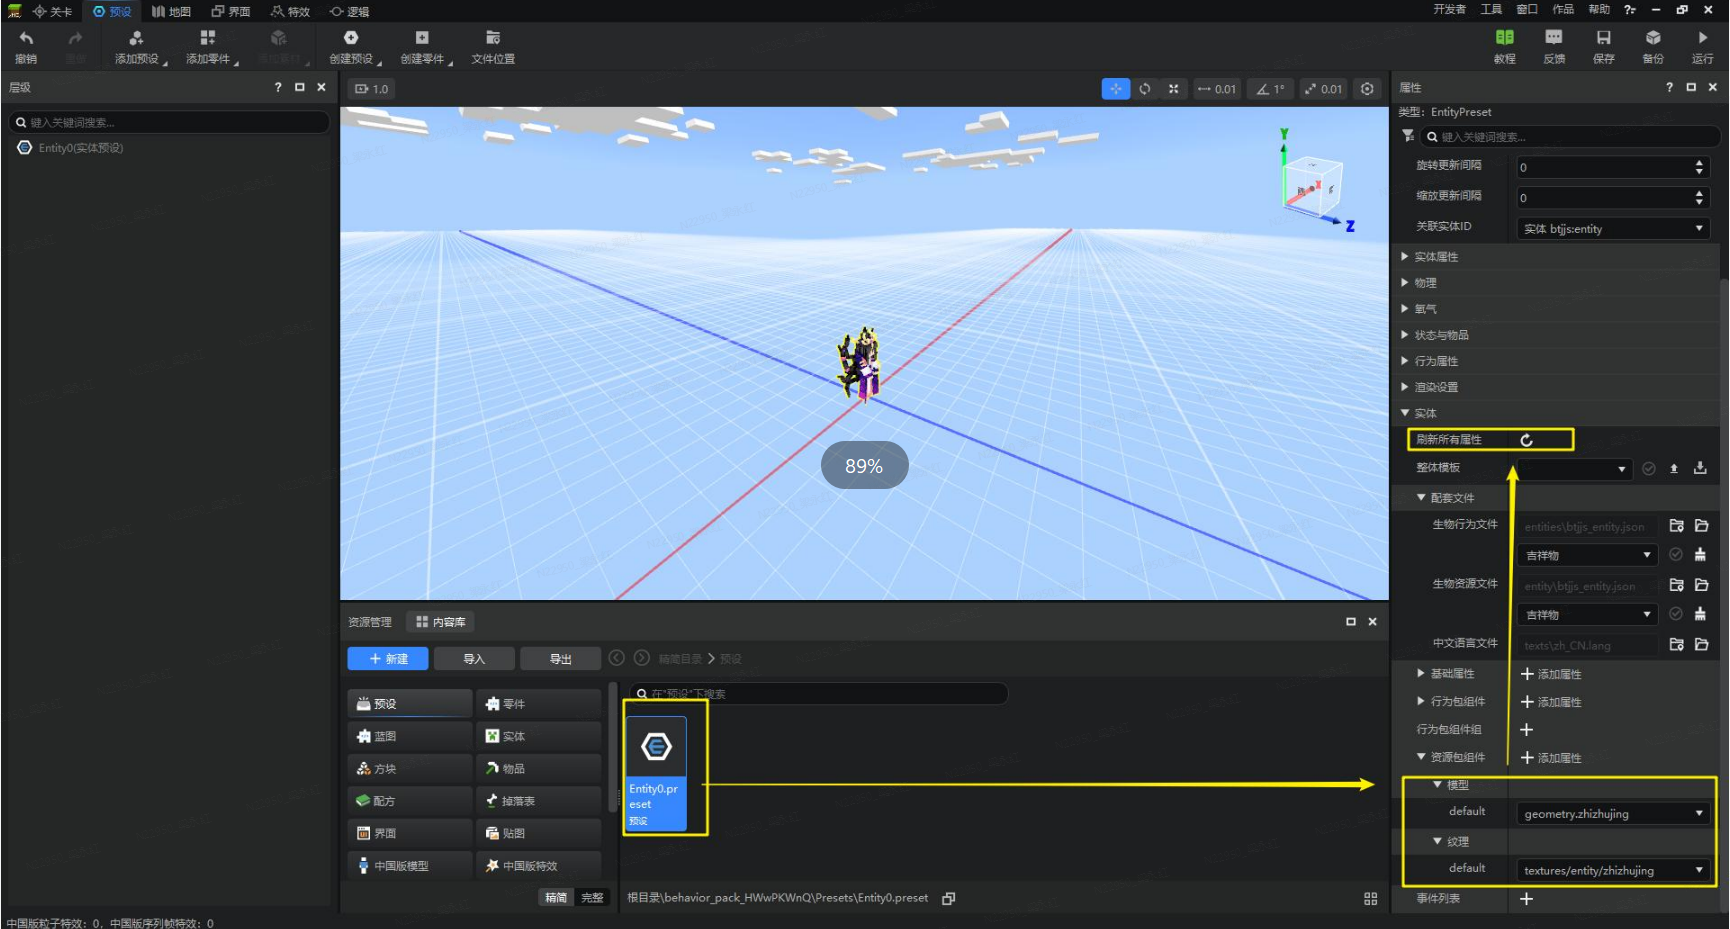 关卡 预设 地图 界面 特效 逻辑
开发者 工具 窗口 作品 帮助
撤销 添加预设 添加零件 创建预设 创建零件 文件位置
教程 反馈 保存 备份 运行
层级
键入关键词搜索...
Entity0(实体预设)
1.0
0.01 1° 0.01
Y
Z
89%
属性
类型: EntityPreset
键入关键词搜索...
旋转更新间隔 0
缩放更新间隔 0
关联实体ID 实体 btjjs:entity
实体属性
物理
氧气
状态与物品
行为属性
渲染设置
实体
刷新所有属性
整体模板
配套文件
生物行为文件 entities\btjjs_entity.json
吉祥物
生物资源文件 entity\btjjs_entity.json
吉祥物
中文语言文件 texts\zh_CN.lang
基础属性 添加属性
行为包组件 添加属性
行为包组件组
资源包组件 添加属性
模型
default geometry.zhizhujing
纹理
default textures/entity/zhizhujing
事件列表
资源管理 内容库
新建 导入 导出 精简目录 预设
在"预设"下搜索
预设 零件
蓝图 实体
方块 物品
配方 掉落表
界面 贴图
中国版模型 中国版特效
精简 完整
Entity0.pr
eset
预设
根目录\behavior_pack_HWwPKWnQ\Presets\Entity0.preset
中国版粒子特效: 0, 中国版序列帧特效: 0